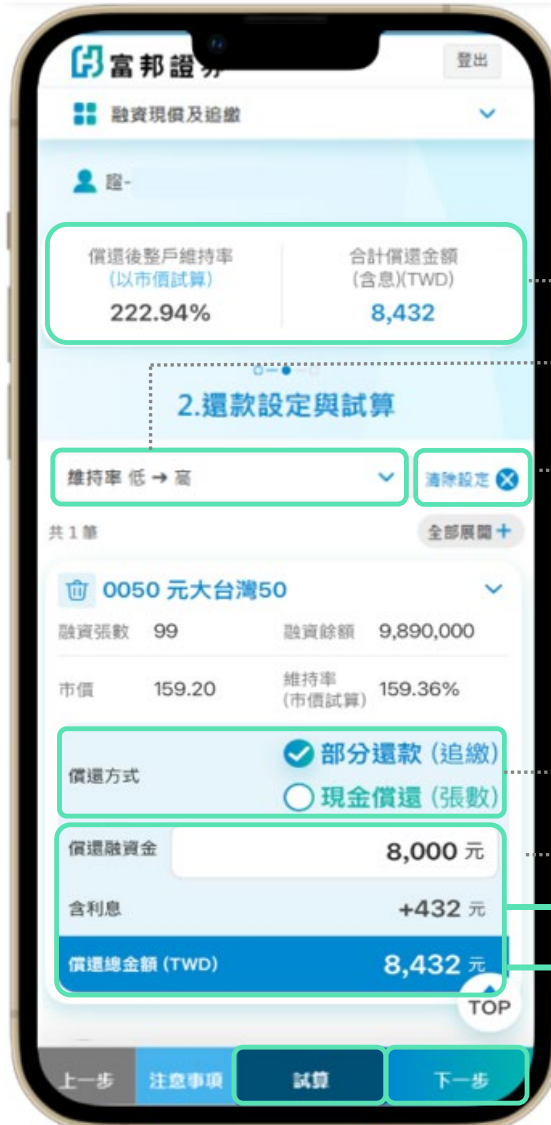 富邦證券
登出
融資現償及追繳
證-
償還後整戶維持率
(以市價試算)
222.94%
合計償還金額
(含息)(TWD)
8,432
2.還款設定與試算
維持率 低 → 高
清除設定
共 1 筆
全部展開 +
0050 元大台灣50
融資張數 99
融資餘額 9,890,000
市價 159.20
維持率
(市價試算) 159.36%
償還方式
部分還款 (追繳)
現金償還 (張數)
償還融資金 8,000 元
含利息 +432 元
償還總金額 (TWD) 8,432 元
TOP
上一步 注意事項 試算 下一步